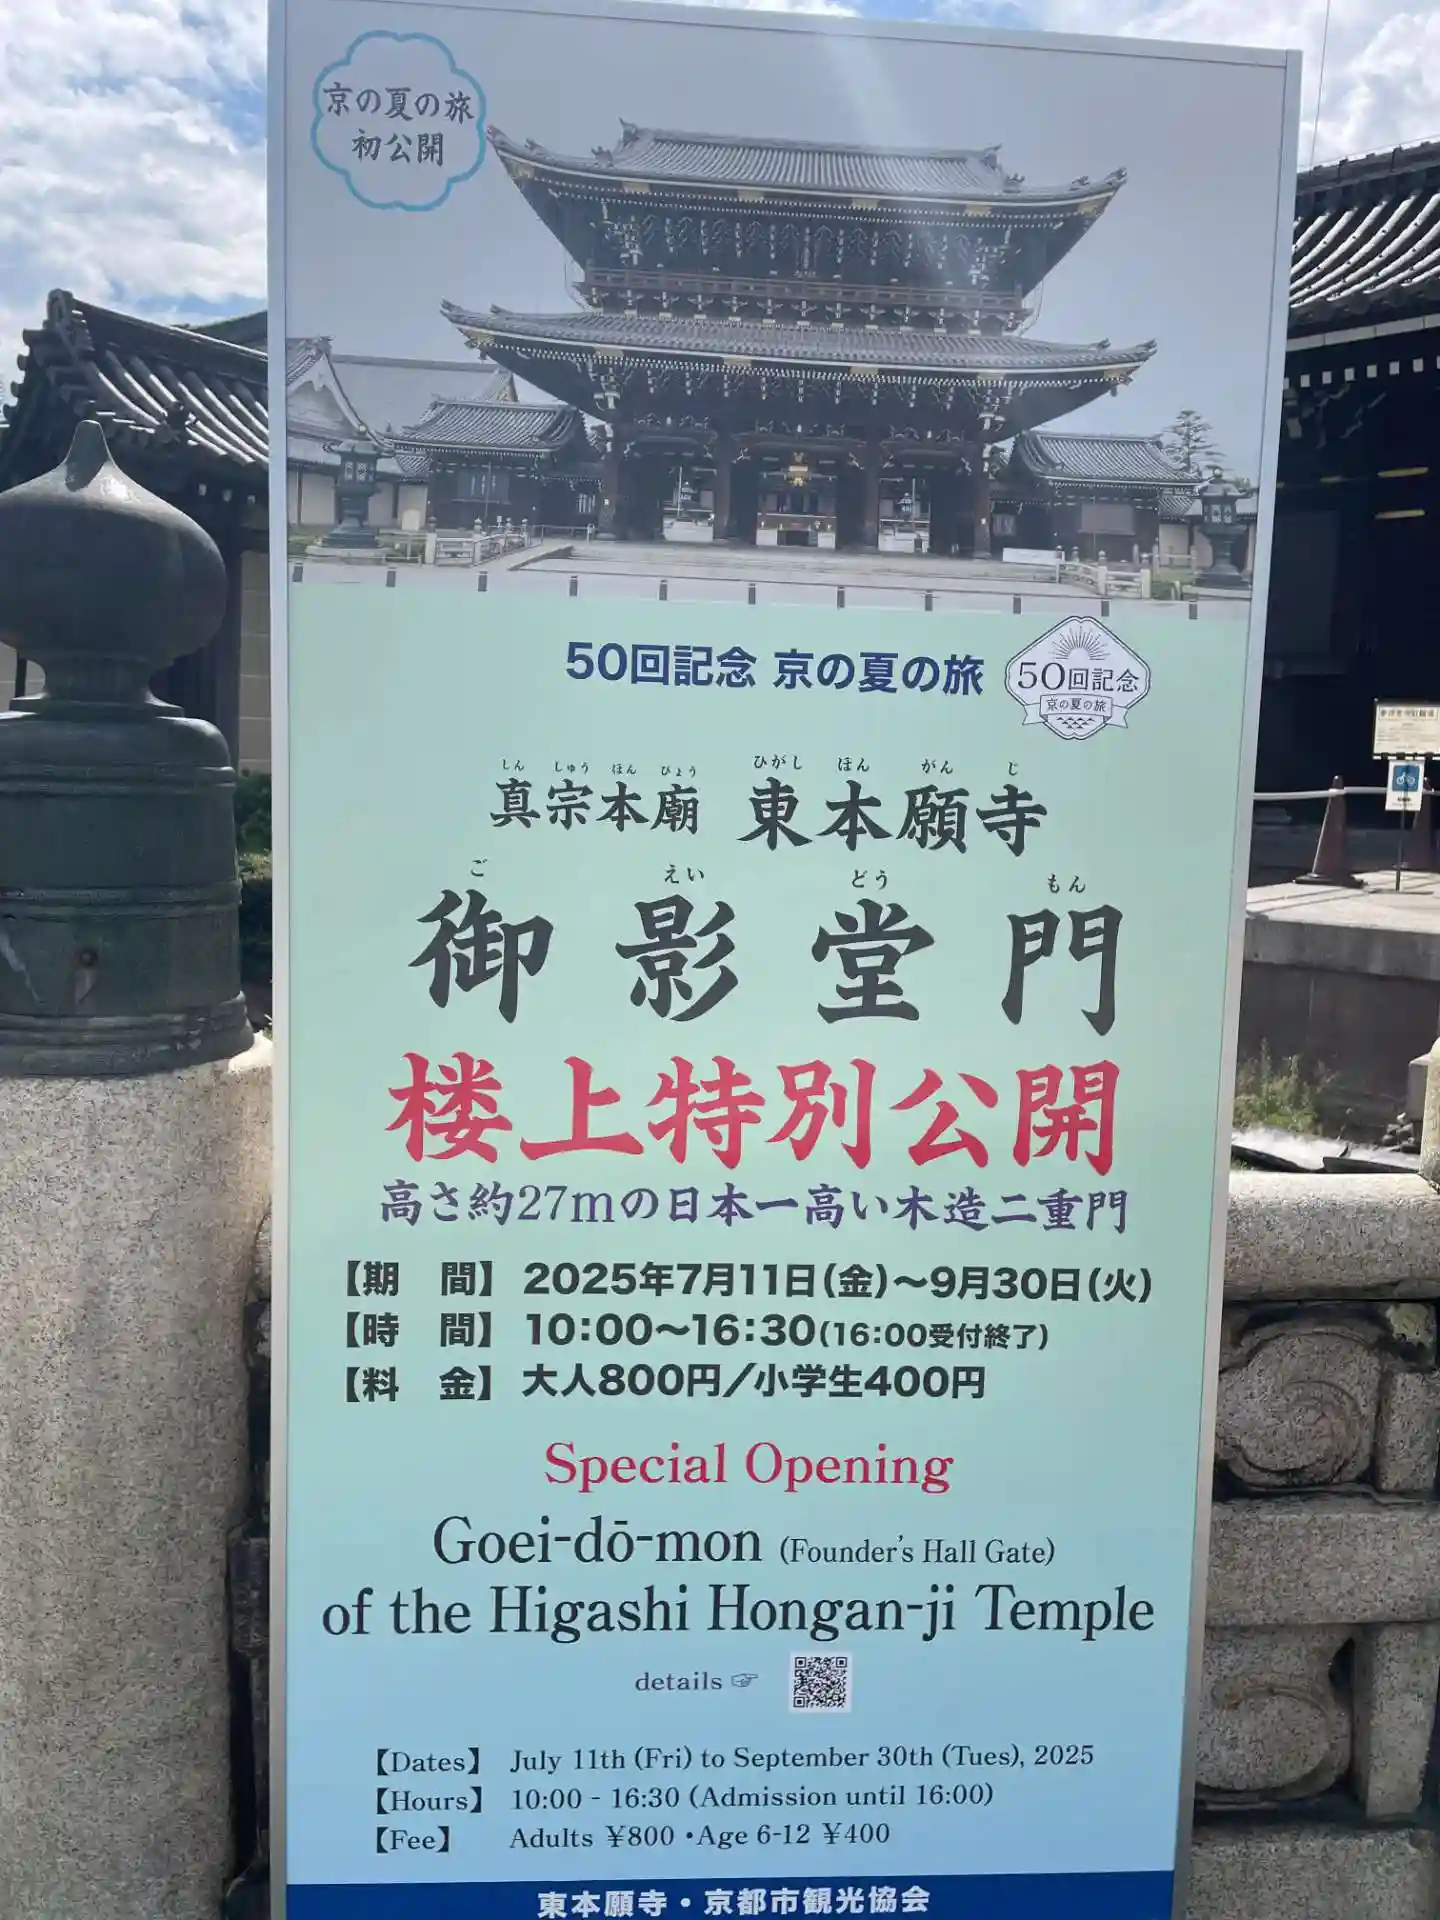 京の夏の旅
初公開
50回記念 京の夏の旅
50回記念
京の夏の旅
しん しゅう ほん びょう ひがし ほん がん じ
真宗本廟 東本願寺
ご えい どう もん
御影堂門
楼上特別公開
高さ約27mの日本一高い木造二重門
【期　間】 2025年7月11日(金)〜9月30日(火)
【時　間】 10:00〜16:30(16:00受付終了)
【料　金】 大人800円／小学生400円
Special Opening
Goei-dō-mon (Founder's Hall Gate)
of the Higashi Hongan-ji Temple
details ☞
【Dates】 July 11th (Fri) to September 30th (Tues), 2025
【Hours】 10:00 - 16:30 (Admission until 16:00)
【Fee】 Adults ¥800 ・Age 6-12 ¥400
東本願寺・京都市観光協会